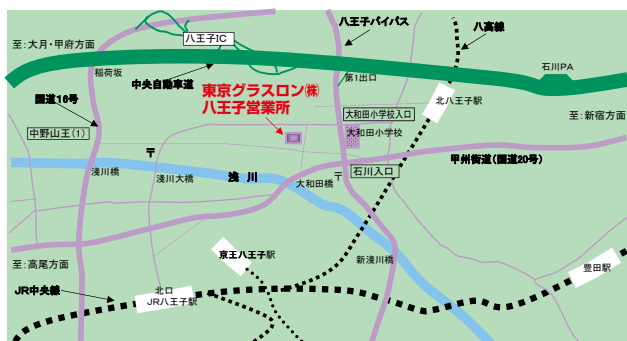 八王子バイパス
八王子IC
八高線
至：大月・甲府方面
石川PA
稲荷坂
中央自動車道
第1出口
国道16号
東京グラスロン㈱
八王子営業所
北八王子駅
大和田小学校入口
至：新宿方面
中野山王(1)
大和田小学校
〒
甲州街道（国道20号）
浅川橋
浅川大橋
浅川
大和田橋
〒
石川入口
京王八王子駅
新浅川橋
至：高尾方面
豊田駅
JR中央線
北口
JR八王子駅